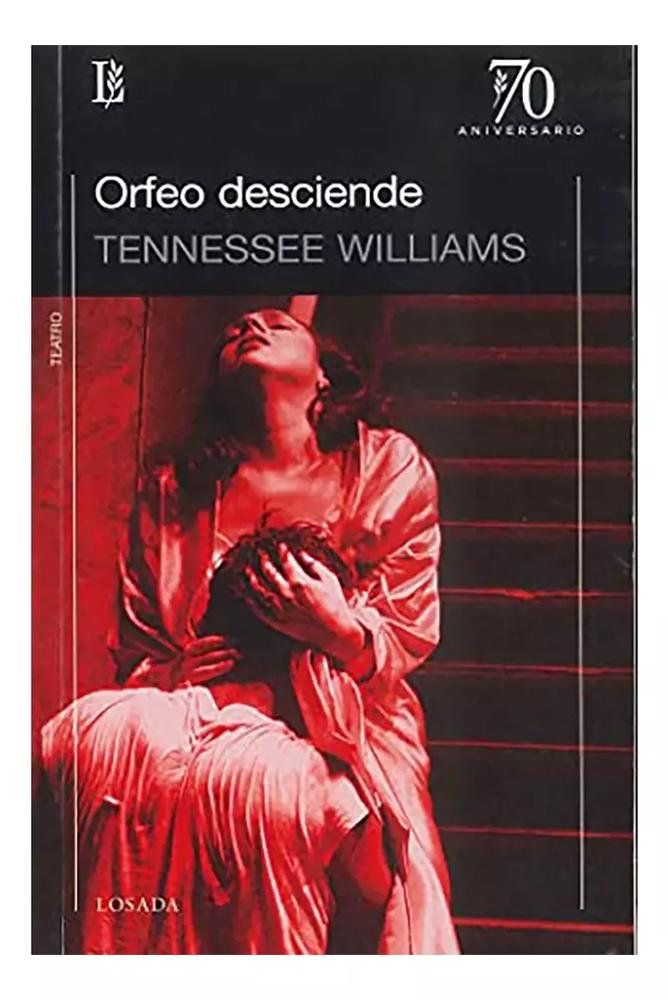 L
70
ANIVERSARIO
Orfeo desciende
TENNESSEE WILLIAMS
TEATRO
LOSADA